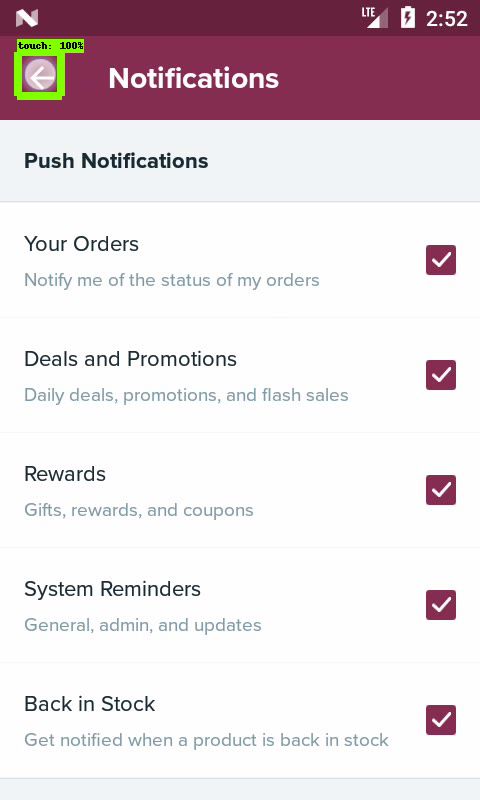 LTE 2:52
touch: 100%
Notifications
Push Notifications
Your Orders
Notify me of the status of my orders
Deals and Promotions
Daily deals, promotions, and flash sales
Rewards
Gifts, rewards, and coupons
System Reminders
General, admin, and updates
Back in Stock
Get notified when a product is back in stock